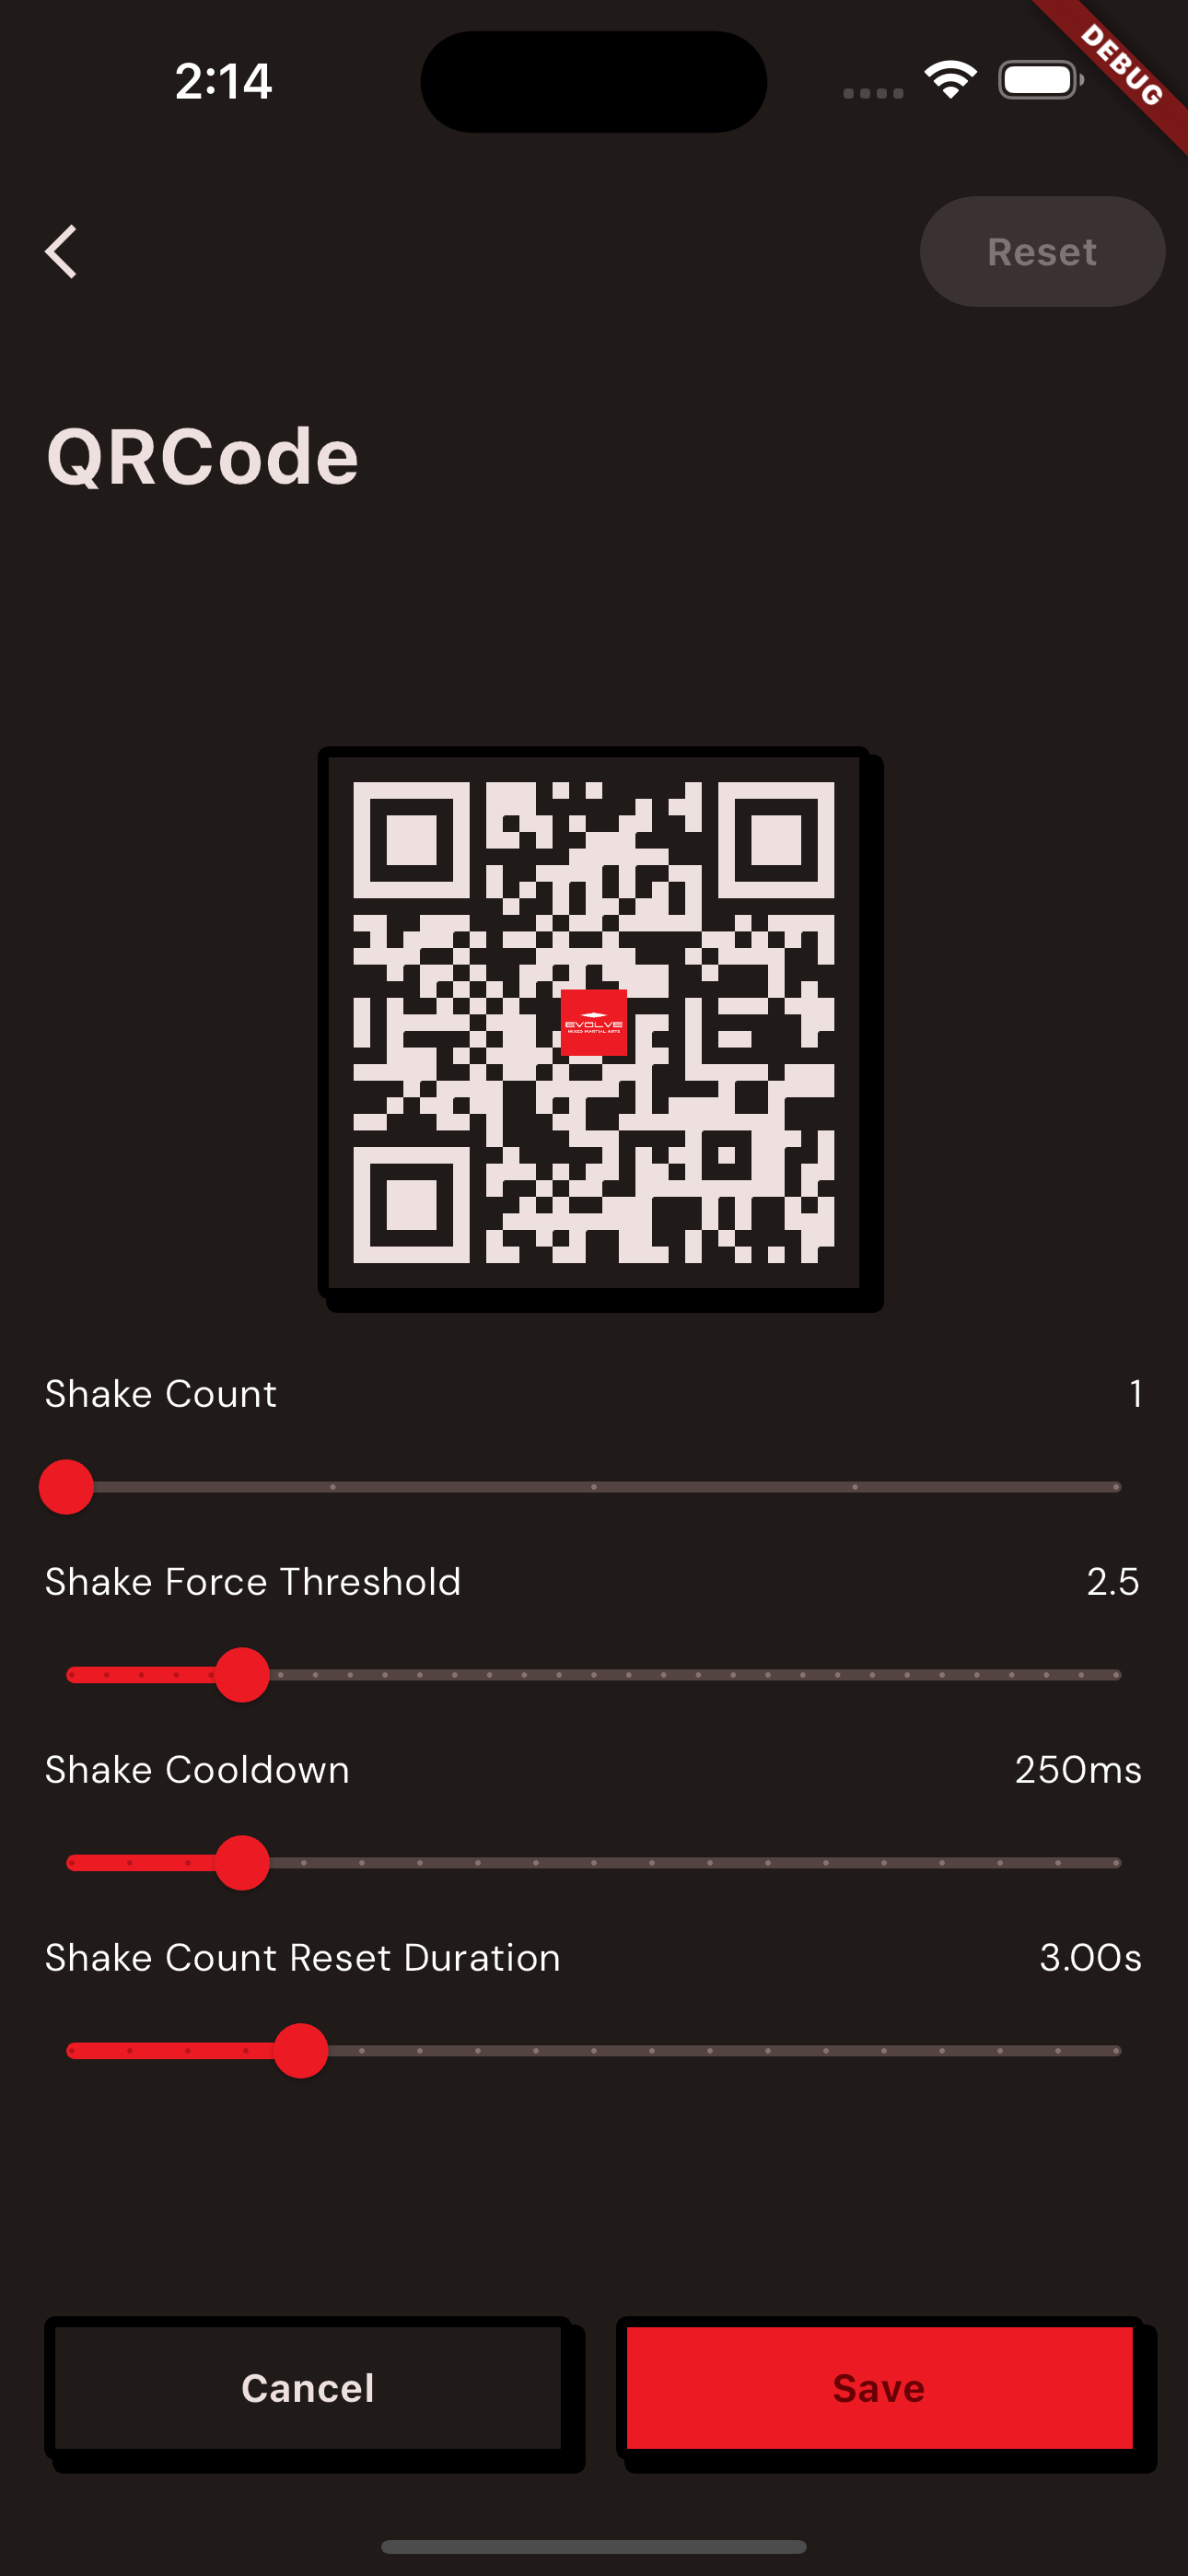 2:14
DEBUG
Reset
QRCode
EVOLVE
MIXED MARTIAL ARTS
Shake Count 1
Shake Force Threshold 2.5
Shake Cooldown 250ms
Shake Count Reset Duration 3.00s
Cancel Save